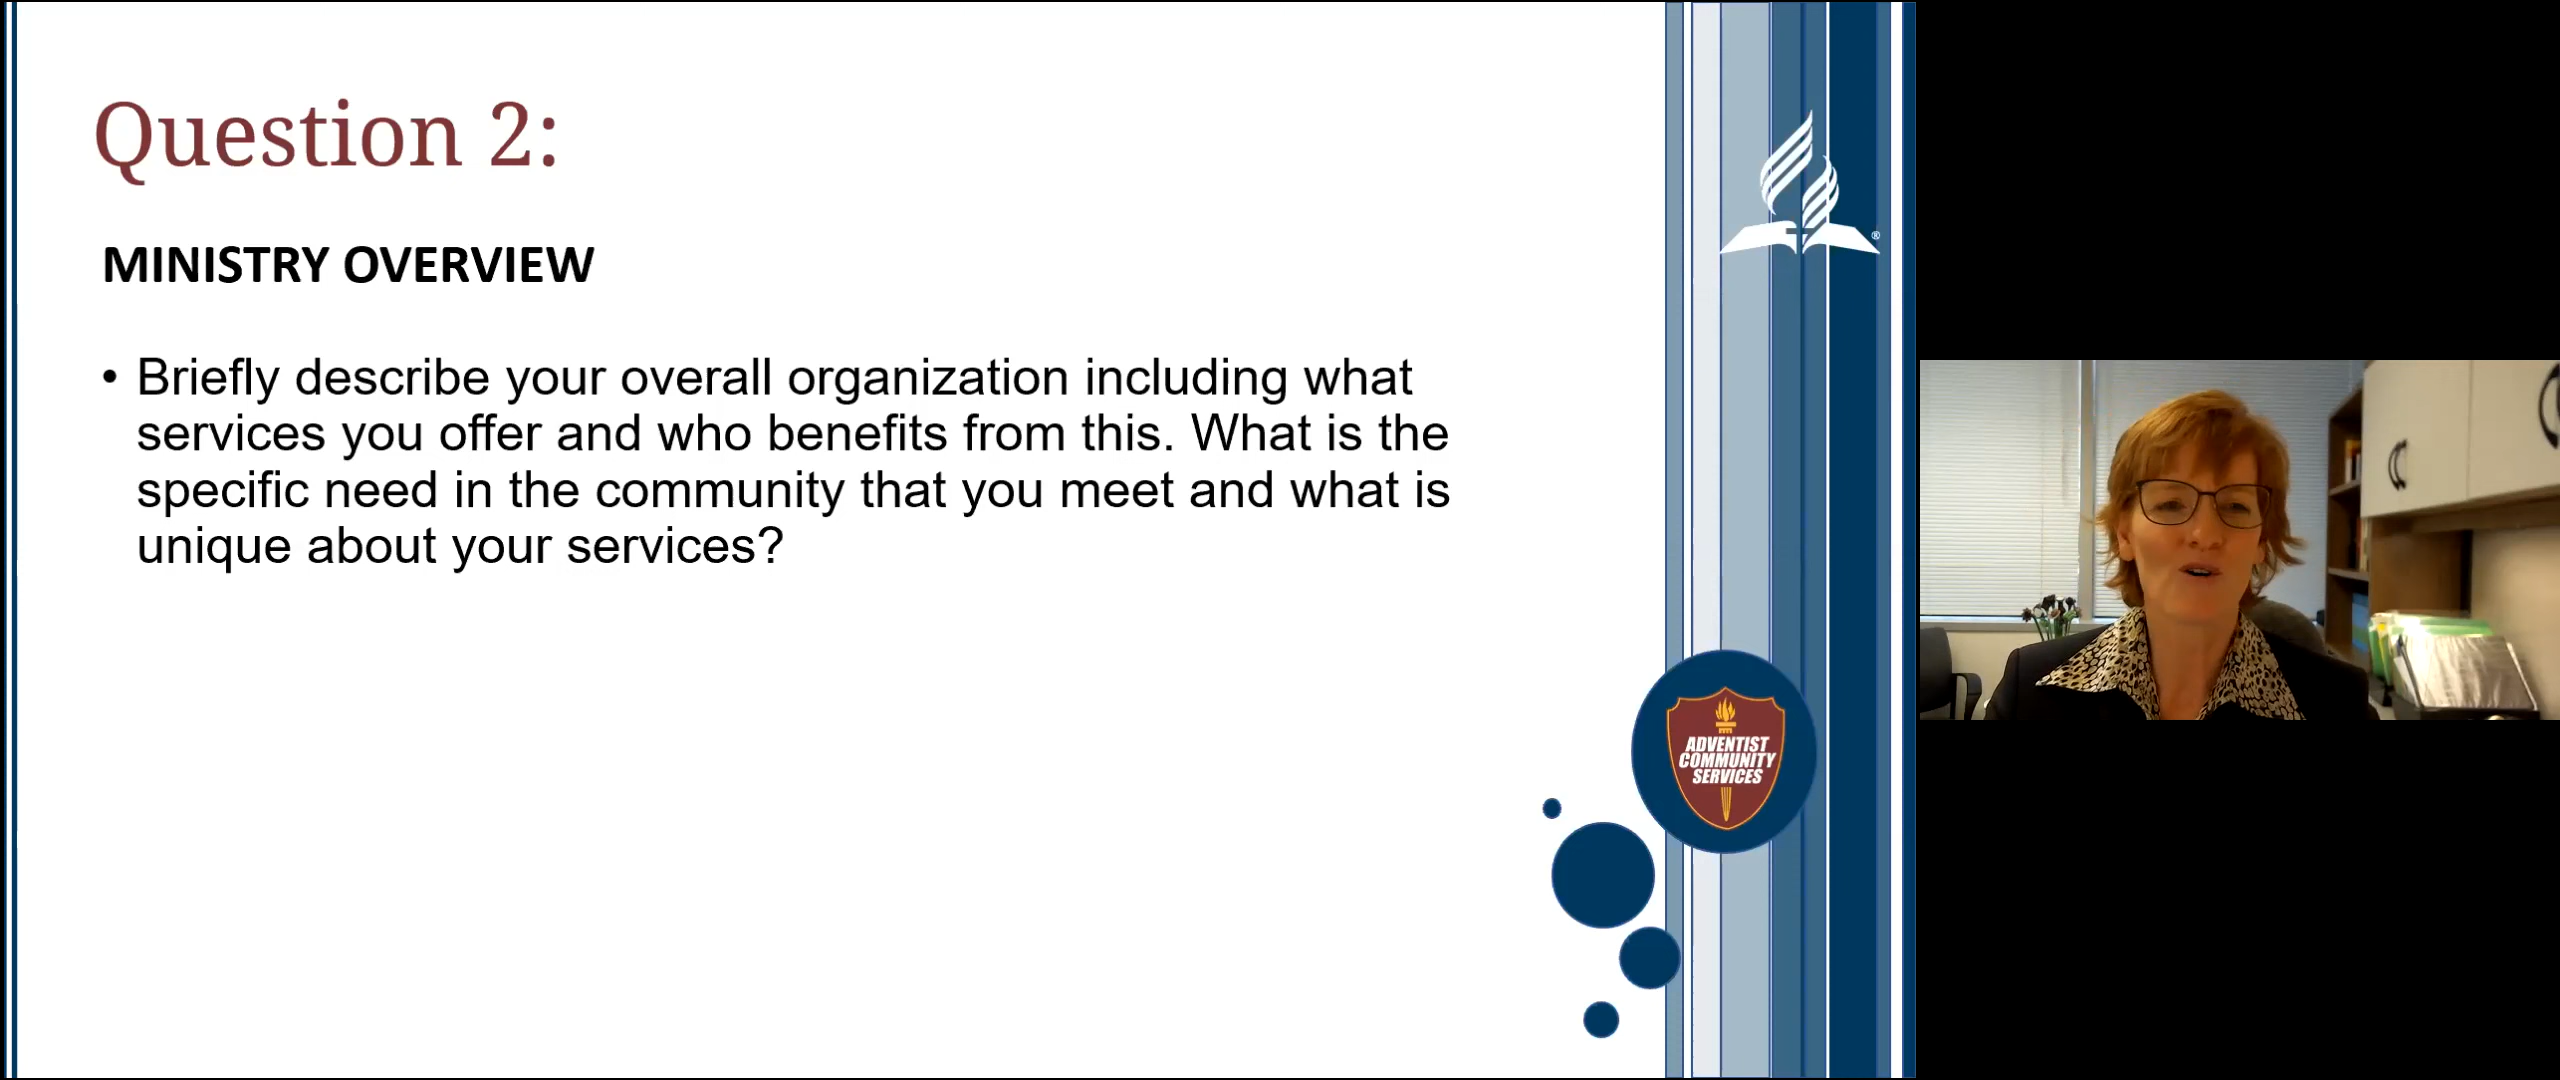 Question 2:
MINISTRY OVERVIEW
• Briefly describe your overall organization including what
services you offer and who benefits from this. What is the
specific need in the community that you meet and what is
unique about your services?
®
ADVENTIST
COMMUNITY
SERVICES